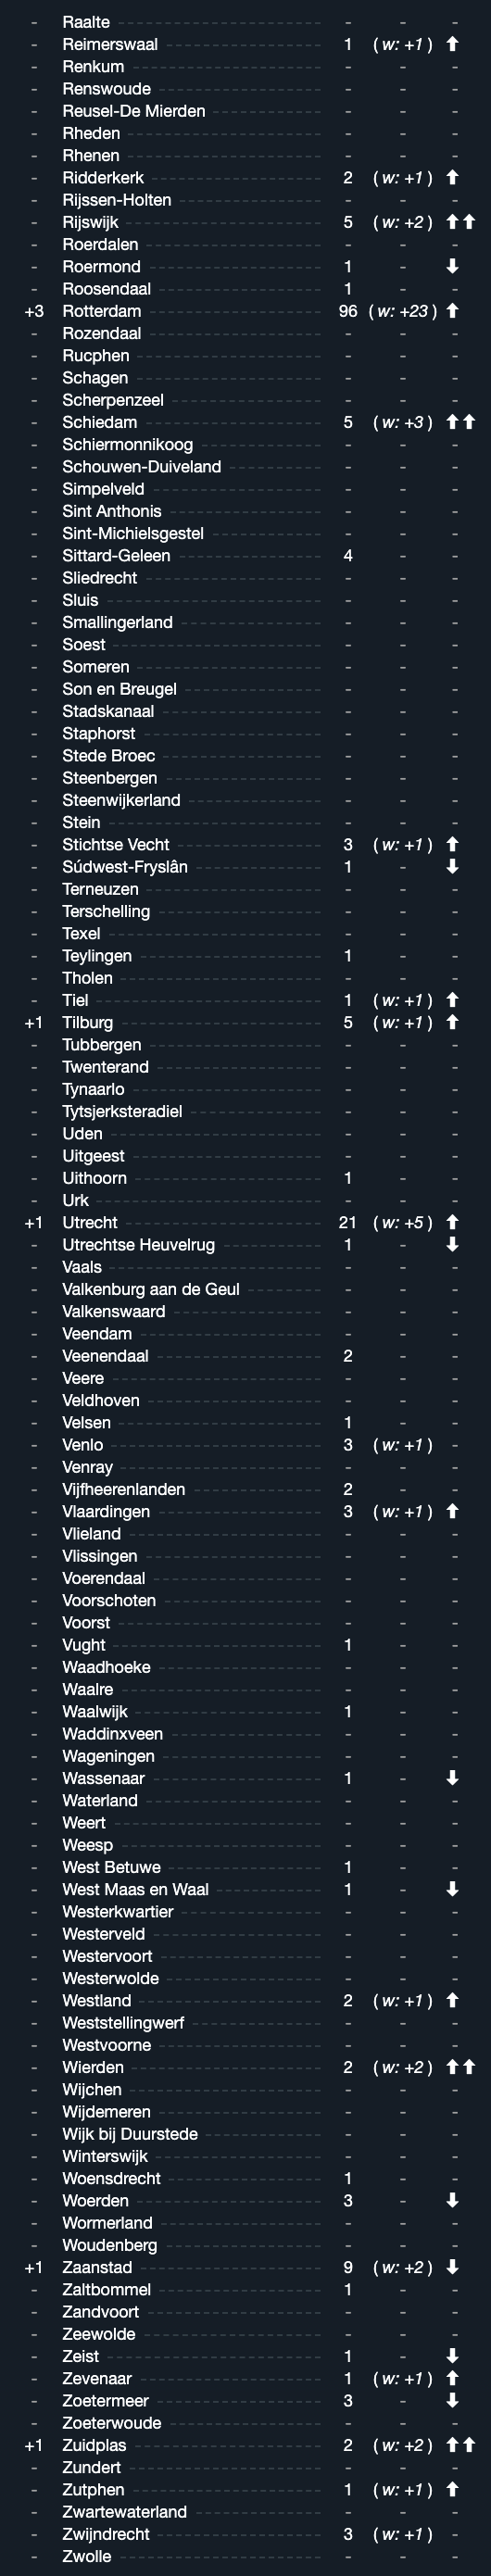 - Raalte - - -
- Reimerswaal 1 ( w: +1 ) ⬆
- Renkum - - -
- Renswoude - - -
- Reusel-De Mierden - - -
- Rheden - - -
- Rhenen - - -
- Ridderkerk 2 ( w: +1 ) ⬆
- Rijssen-Holten - - -
- Rijswijk 5 ( w: +2 ) ⬆⬆
- Roerdalen - - -
- Roermond 1 - ⬇
- Roosendaal 1 - -
+3 Rotterdam 96 ( w: +23 ) ⬆
- Rozendaal - - -
- Rucphen - - -
- Schagen - - -
- Scherpenzeel - - -
- Schiedam 5 ( w: +3 ) ⬆⬆
- Schiermonnikoog - - -
- Schouwen-Duiveland - - -
- Simpelveld - - -
- Sint Anthonis - - -
- Sint-Michielsgestel - - -
- Sittard-Geleen 4 - -
- Sliedrecht - - -
- Sluis - - -
- Smallingerland - - -
- Soest - - -
- Someren - - -
- Son en Breugel - - -
- Stadskanaal - - -
- Staphorst - - -
- Stede Broec - - -
- Steenbergen - - -
- Steenwijkerland - - -
- Stein - - -
- Stichtse Vecht 3 ( w: +1 ) ⬆
- Súdwest-Fryslân 1 - ⬇
- Terneuzen - - -
- Terschelling - - -
- Texel - - -
- Teylingen 1 - -
- Tholen - - -
- Tiel 1 ( w: +1 ) ⬆
+1 Tilburg 5 ( w: +1 ) ⬆
- Tubbergen - - -
- Twenterand - - -
- Tynaarlo - - -
- Tytsjerksteradiel - - -
- Uden - - -
- Uitgeest - - -
- Uithoorn 1 - -
- Urk - - -
+1 Utrecht 21 ( w: +5 ) ⬆
- Utrechtse Heuvelrug 1 - ⬇
- Vaals - - -
- Valkenburg aan de Geul - - -
- Valkenswaard - - -
- Veendam - - -
- Veenendaal 2 - -
- Veere - - -
- Veldhoven - - -
- Velsen 1 - -
- Venlo 3 ( w: +1 ) -
- Venray - - -
- Vijfheerenlanden 2 - -
- Vlaardingen 3 ( w: +1 ) ⬆
- Vlieland - - -
- Vlissingen - - -
- Voerendaal - - -
- Voorschoten - - -
- Voorst - - -
- Vught 1 - -
- Waadhoeke - - -
- Waalre - - -
- Waalwijk 1 - -
- Waddinxveen - - -
- Wageningen - - -
- Wassenaar 1 - ⬇
- Waterland - - -
- Weert - - -
- Weesp - - -
- West Betuwe 1 - -
- West Maas en Waal 1 - ⬇
- Westerkwartier - - -
- Westerveld - - -
- Westervoort - - -
- Westerwolde - - -
- Westland 2 ( w: +1 ) ⬆
- Weststellingwerf - - -
- Westvoorne - - -
- Wierden 2 ( w: +2 ) ⬆⬆
- Wijchen - - -
- Wijdemeren - - -
- Wijk bij Duurstede - - -
- Winterswijk - - -
- Woensdrecht 1 - -
- Woerden 3 - ⬇
- Wormerland - - -
- Woudenberg - - -
+1 Zaanstad 9 ( w: +2 ) ⬇
- Zaltbommel 1 - -
- Zandvoort - - -
- Zeewolde - - -
- Zeist 1 - ⬇
- Zevenaar 1 ( w: +1 ) ⬆
- Zoetermeer 3 - ⬇
- Zoeterwoude - - -
+1 Zuidplas 2 ( w: +2 ) ⬆⬆
- Zundert - - -
- Zutphen 1 ( w: +1 ) ⬆
- Zwartewaterland - - -
- Zwijndrecht 3 ( w: +1 ) -
- Zwolle - - -